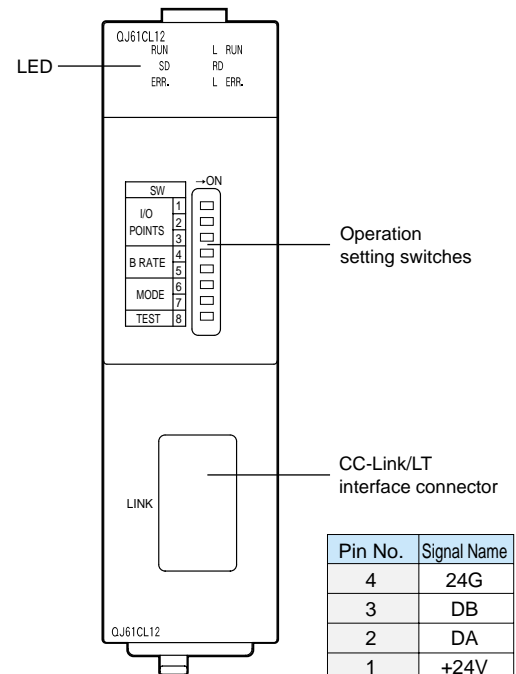 QJ61CL12
RUN L RUN
SD RD
ERR. L ERR.
LED
→ON
SW
I/O
POINTS
1
2
3
B RATE
4
5
MODE
6
7
TEST 8
Operation
setting switches
CC-Link/LT
interface connector
LINK
Pin No. Signal Name
4 24G
3 DB
2 DA
1 +24V
QJ61CL12